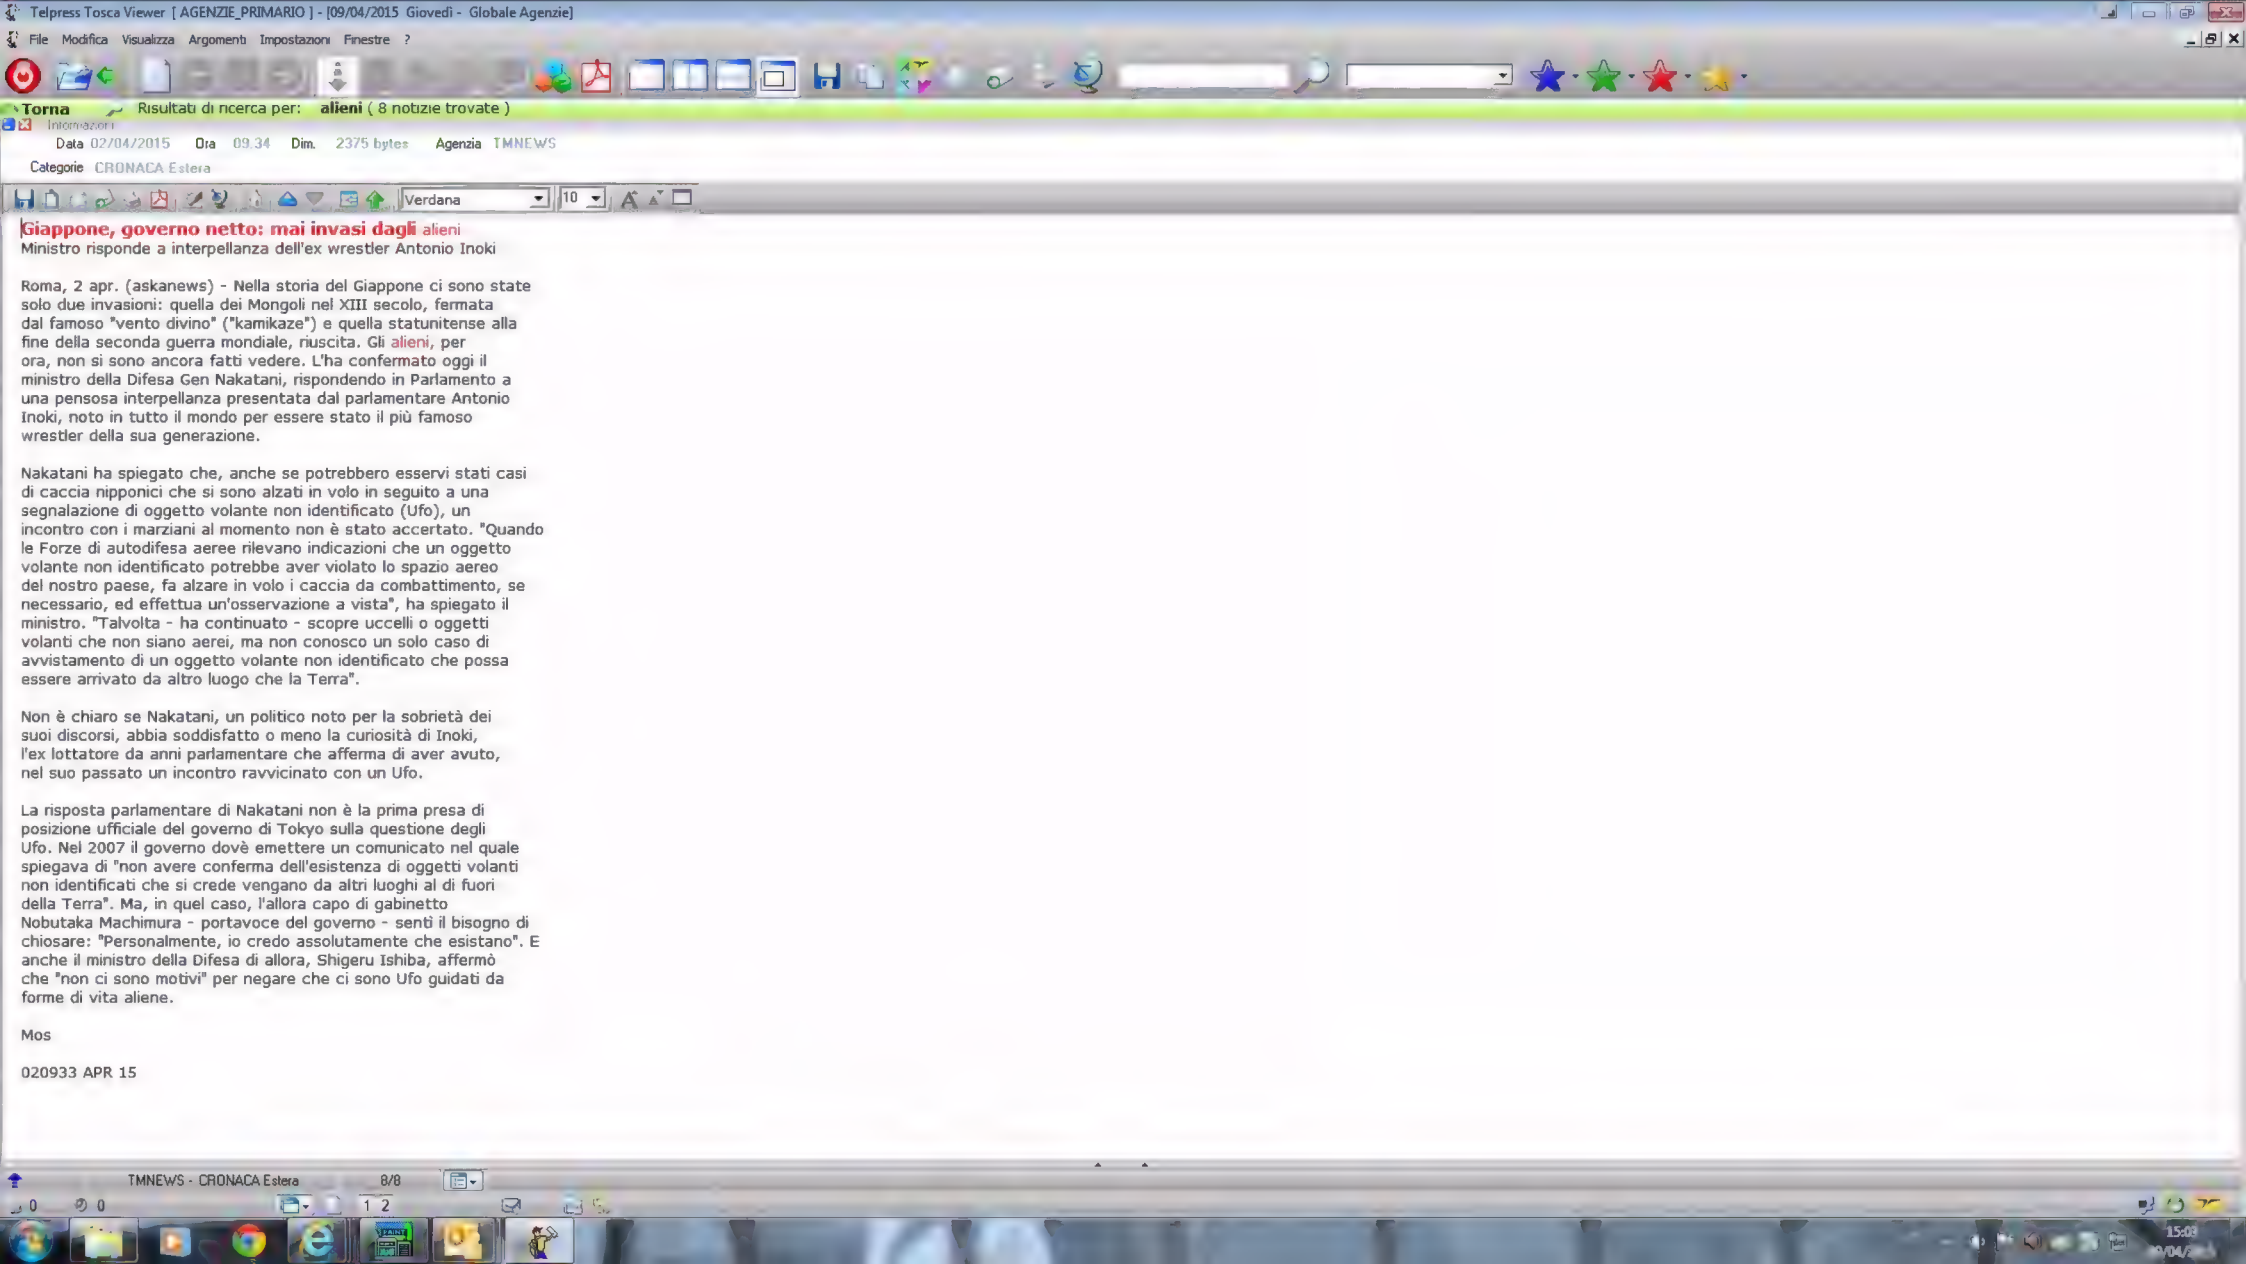 Telpress Tosca Viewer [ AGENZIE_PRIMARIO ] - [09/04/2015 Giovedì - Globale Agenzie]
File Modifica Visualizza Argomenti Impostazioni Finestre ?
Torna Risultati di ricerca per: alieni ( 8 notizie trovate )
Informazioni
Data 02/04/2015 Ora 09.34 Dim. 2375 bytes Agenzia TMNEWS
Categorie CRONACA Estera
Verdana 10
Giappone, governo netto: mai invasi dagli alieni
Ministro risponde a interpellanza dell'ex wrestler Antonio Inoki
Roma, 2 apr. (askanews) - Nella storia del Giappone ci sono state
solo due invasioni: quella dei Mongoli nel XIII secolo, fermata
dal famoso "vento divino" ("kamikaze") e quella statunitense alla
fine della seconda guerra mondiale, riuscita. Gli alieni, per
ora, non si sono ancora fatti vedere. L'ha confermato oggi il
ministro della Difesa Gen Nakatani, rispondendo in Parlamento a
una pensosa interpellanza presentata dal parlamentare Antonio
Inoki, noto in tutto il mondo per essere stato il più famoso
wrestler della sua generazione.
Nakatani ha spiegato che, anche se potrebbero esservi stati casi
di caccia nipponici che si sono alzati in volo in seguito a una
segnalazione di oggetto volante non identificato (Ufo), un
incontro con i marziani al momento non è stato accertato. "Quando
le Forze di autodifesa aeree rilevano indicazioni che un oggetto
volante non identificato potrebbe aver violato lo spazio aereo
del nostro paese, fa alzare in volo i caccia da combattimento, se
necessario, ed effettua un'osservazione a vista", ha spiegato il
ministro. "Talvolta - ha continuato - scopre uccelli o oggetti
volanti che non siano aerei, ma non conosco un solo caso di
avvistamento di un oggetto volante non identificato che possa
essere arrivato da altro luogo che la Terra".
Non è chiaro se Nakatani, un politico noto per la sobrietà dei
suoi discorsi, abbia soddisfatto o meno la curiosità di Inoki,
l'ex lottatore da anni parlamentare che afferma di aver avuto,
nel suo passato un incontro ravvicinato con un Ufo.
La risposta parlamentare di Nakatani non è la prima presa di
posizione ufficiale del governo di Tokyo sulla questione degli
Ufo. Nel 2007 il governo dovè emettere un comunicato nel quale
spiegava di "non avere conferma dell'esistenza di oggetti volanti
non identificati che si crede vengano da altri luoghi al di fuori
della Terra". Ma, in quel caso, l'allora capo di gabinetto
Nobutaka Machimura - portavoce del governo - sentì il bisogno di
chiosare: "Personalmente, io credo assolutamente che esistano". E
anche il ministro della Difesa di allora, Shigeru Ishiba, affermò
che "non ci sono motivi" per negare che ci sono Ufo guidati da
forme di vita aliene.
Mos
020933 APR 15
TMNEWS - CRONACA Estera 8/8
0 0 1 2
15:03